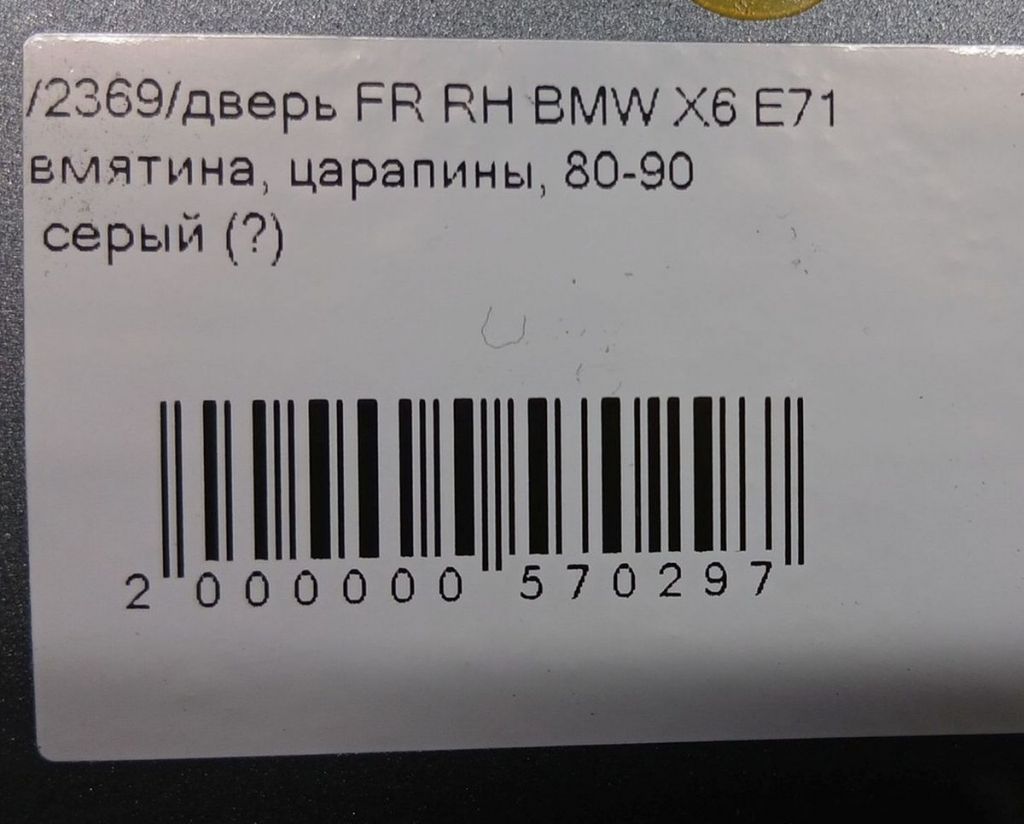 /2369/дверь FR RH BMW X6 E71
вмятина, царапины, 80-90
серый (?)
2 000000 570297